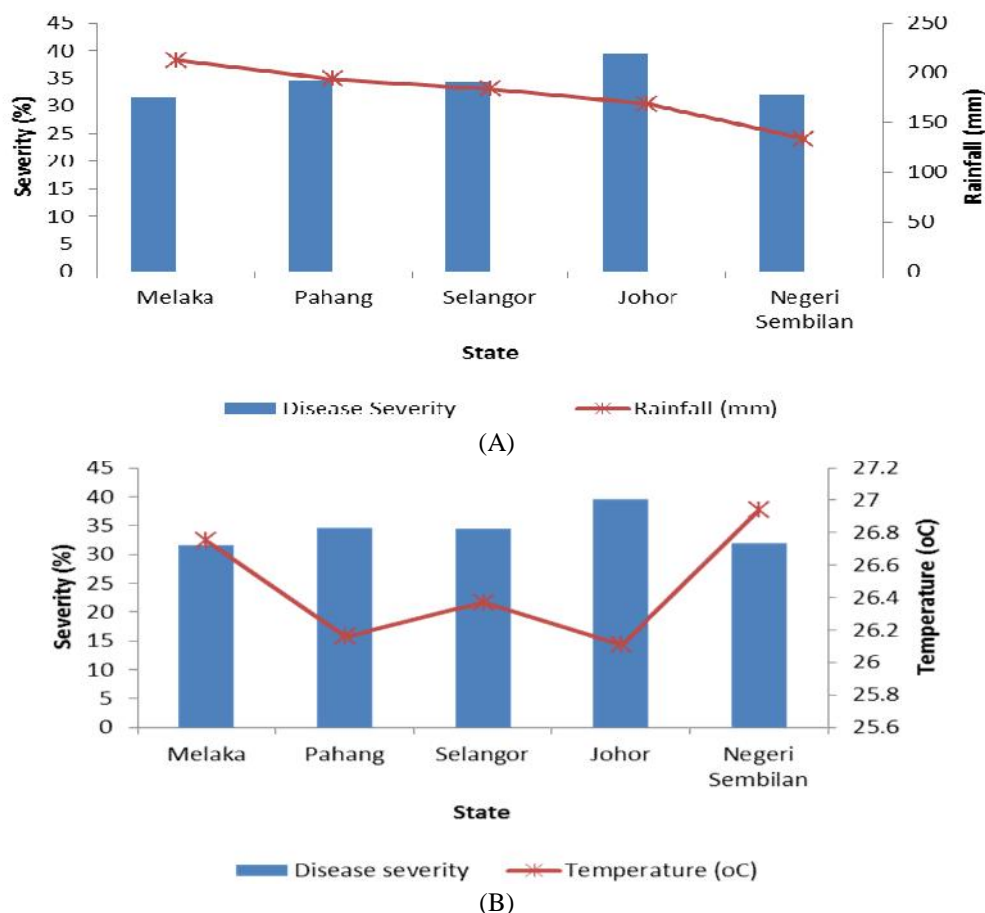 45
40
35
30
25
20
15
10
5
0
Severity (%)
250
200
150
100
50
0
Rainfall (mm)
Melaka Pahang Selangor Johor Negeri
Sembilan
State
Disease Severity Rainfall (mm)
(A)
45
40
35
30
25
20
15
10
5
0
Severity (%)
27.2
27
26.8
26.6
26.4
26.2
26
25.8
25.6
Temperature (oC)
Melaka Pahang Selangor Johor Negeri
Sembilan
State
Disease severity Temperature (oC)
(B)